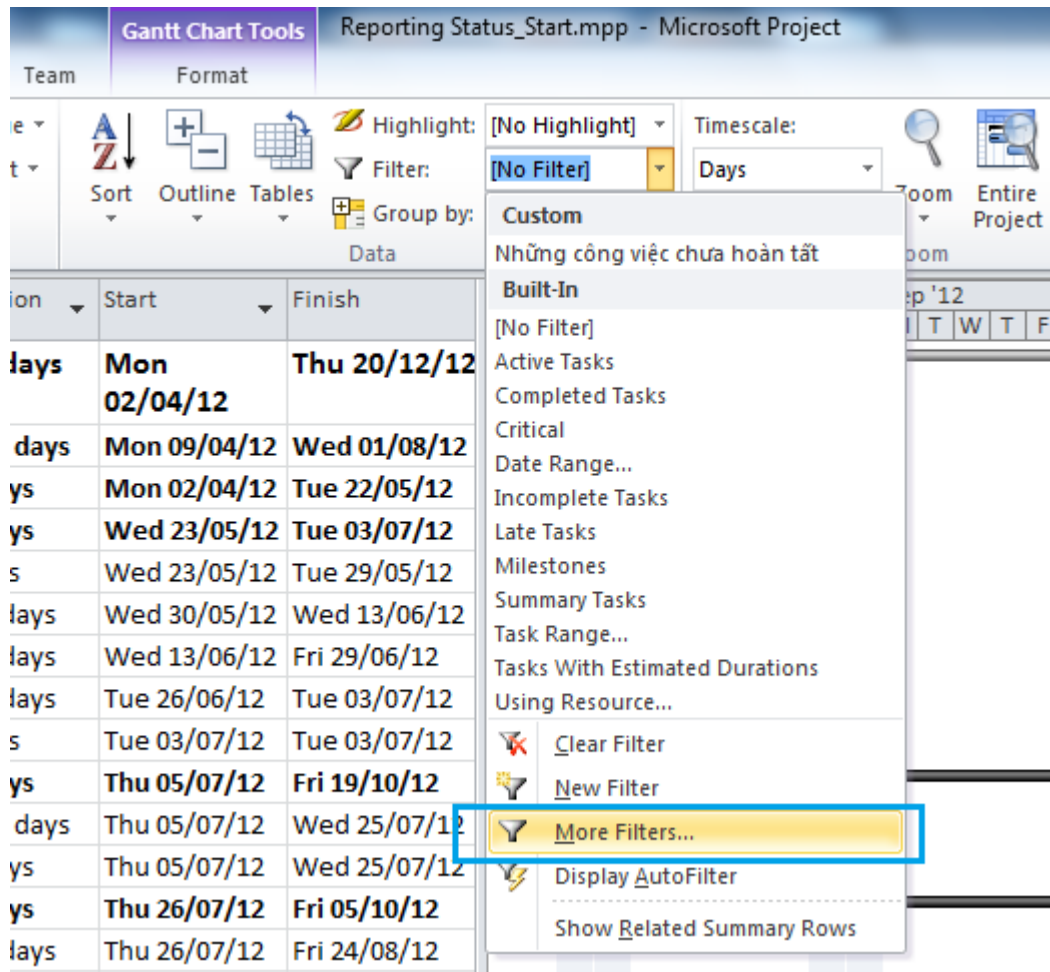 Gantt Chart Tools
Reporting Status_Start.mpp - Microsoft Project
Team
Format
Sort
Outline
Tables
Highlight: [No Highlight]
Filter: [No Filter]
Group by:
Data
Timescale:
Days
Zoom
Entire Project
Custom
Những công việc chưa hoàn tất
Built-In
[No Filter]
Active Tasks
Completed Tasks
Critical
Date Range...
Incomplete Tasks
Late Tasks
Milestones
Summary Tasks
Task Range...
Tasks With Estimated Durations
Using Resource...
Clear Filter
New Filter
More Filters...
Display AutoFilter
Show Related Summary Rows
Start Finish
'12
T W T F
days Mon 02/04/12 Thu 20/12/12
days Mon 09/04/12 Wed 01/08/12
Mon 02/04/12 Tue 22/05/12
Wed 23/05/12 Tue 03/07/12
Wed 23/05/12 Tue 29/05/12
days Wed 30/05/12 Wed 13/06/12
days Wed 13/06/12 Fri 29/06/12
days Tue 26/06/12 Tue 03/07/12
Tue 03/07/12 Tue 03/07/12
Thu 05/07/12 Fri 19/10/12
days Thu 05/07/12 Wed 25/07/12
Thu 05/07/12 Wed 25/07/12
Thu 26/07/12 Fri 05/10/12
days Thu 26/07/12 Fri 24/08/12